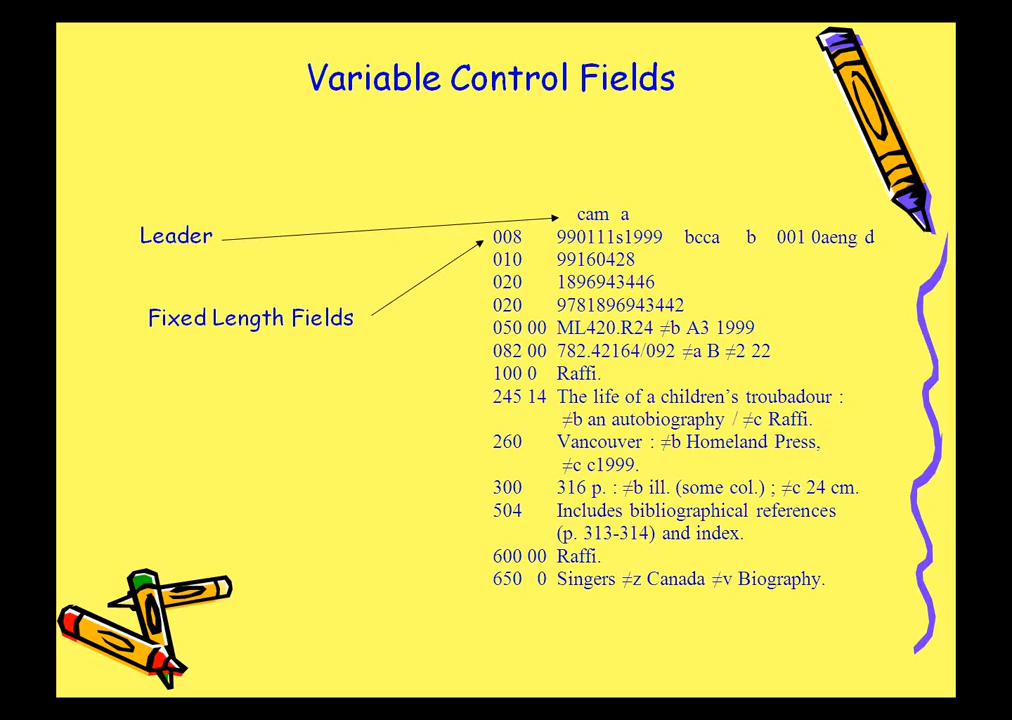 Variable Control Fields
cam a
Leader
008 990111s1999 bcca b 001 0aeng d
010 99160428
020 1896943446
020 9781896943442
Fixed Length Fields
050 00 ML420.R24 ≠b A3 1999
082 00 782.42164/092 ≠a B ≠2 22
100 0 Raffi.
245 14 The life of a children’s troubadour :
≠b an autobiography / ≠c Raffi.
260 Vancouver : ≠b Homeland Press,
≠c c1999.
300 316 p. : ≠b ill. (some col.) ; ≠c 24 cm.
504 Includes bibliographical references
(p. 313-314) and index.
600 00 Raffi.
650 0 Singers ≠z Canada ≠v Biography.